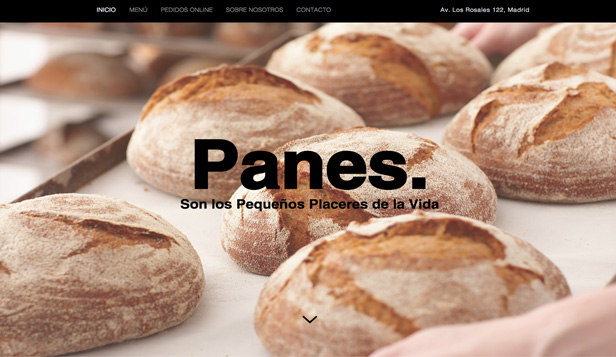 INICIO MENÚ PEDIDOS ONLINE SOBRE NOSOTROS CONTACTO Av. Los Rosales 122, Madrid
Panes.
Son los Pequeños Placeres de la Vida